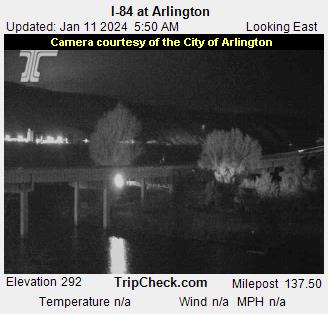 I-84 at Arlington
Updated: Jan 11 2024 5:50 AM Looking East
Camera courtesy of the City of Arlington
Elevation 292 TripCheck.com Milepost 137.50
Temperature n/a Wind n/a MPH n/a